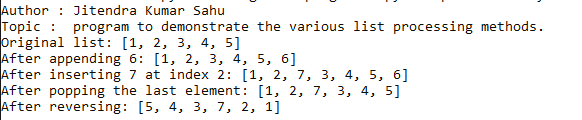 Author : Jitendra Kumar Sahu
Topic :  program to demonstrate the various list processing methods.
Original list: [1, 2, 3, 4, 5]
After appending 6: [1, 2, 3, 4, 5, 6]
After inserting 7 at index 2: [1, 2, 7, 3, 4, 5, 6]
After popping the last element: [1, 2, 7, 3, 4, 5]
After reversing: [5, 4, 3, 7, 2, 1]